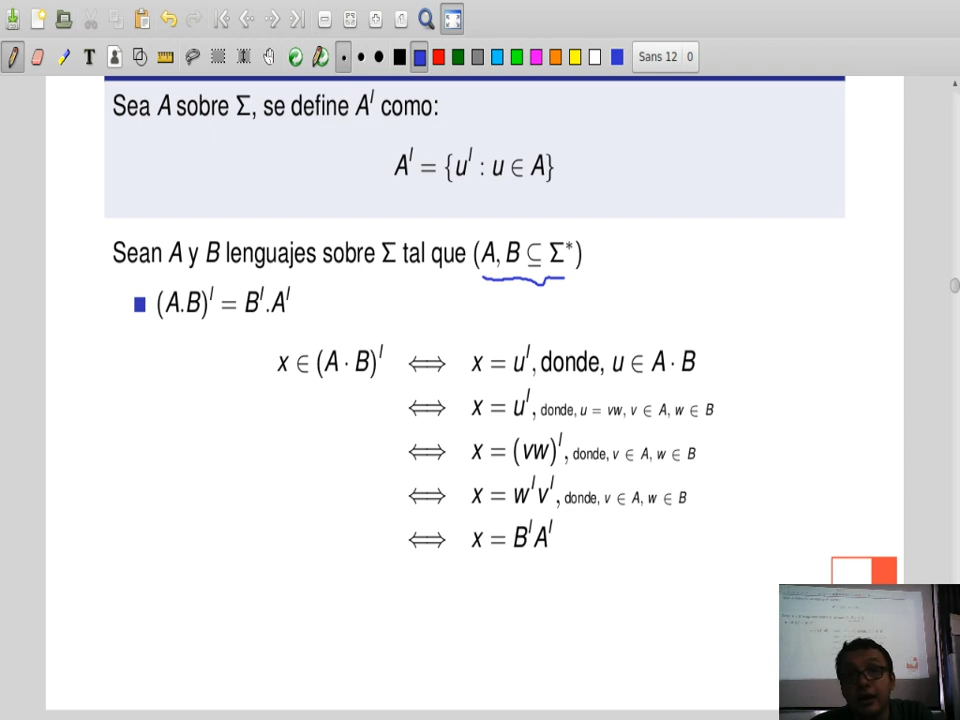 Sans 12 0
Sea A sobre Σ, se define A^I como:
A^I = {u^I : u ∈ A}
Sean A y B lenguajes sobre Σ tal que (A, B ⊆ Σ*)
(A.B)^I = B^I.A^I
x ∈ (A · B)^I ⟺ x = u^I, donde, u ∈ A · B
⟺ x = u^I, donde, u = vw, v ∈ A, w ∈ B
⟺ x = (vw)^I, donde, v ∈ A, w ∈ B
⟺ x = w^I v^I, donde, v ∈ A, w ∈ B
⟺ x = B^I A^I